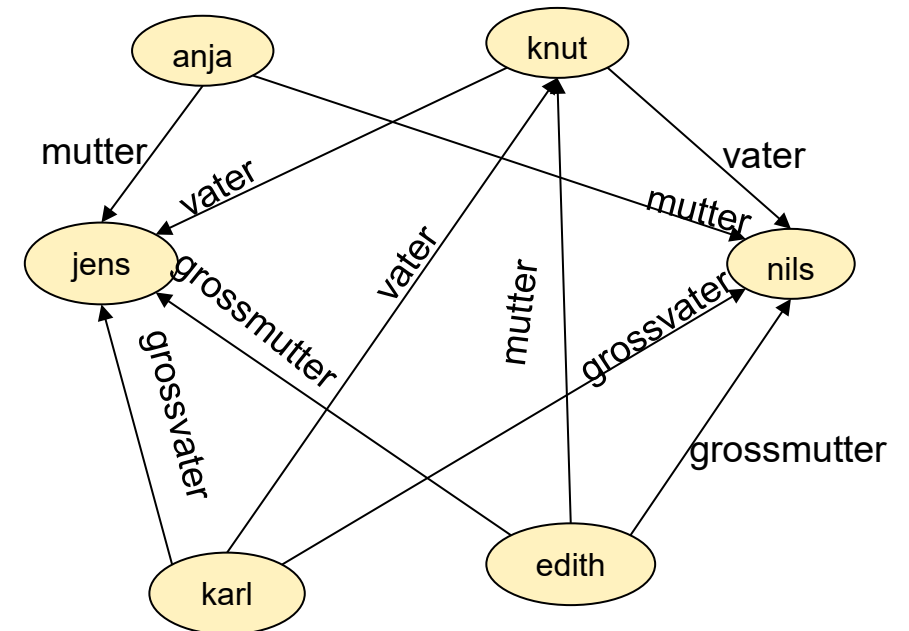 anja
knut
mutter
vater
vater
mutter
jens
grossmutter
vater
mutter
grossvater
nils
grossvater
grossmutter
karl
edith